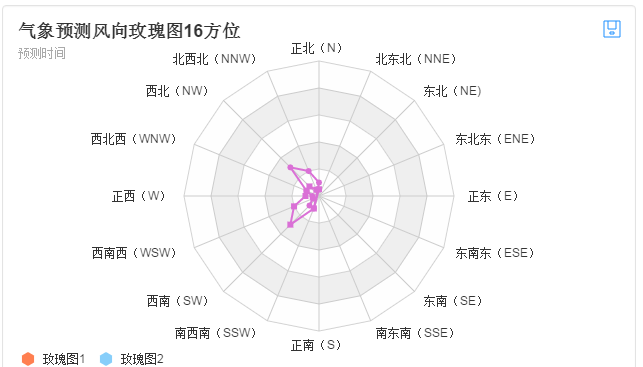 气象预测风向玫瑰图16方位
预测时间
正北（N）
北西北（NNW）
北东北（NNE）
西北（NW）
东北(NE)
西北西（WNW）
东北东（ENE）
正西（W）
正东（E）
西南西（WSW）
东南东（ESE）
西南（SW）
东南（SE）
南西南（SSW）
南东南（SSE）
正南（S）
玫瑰图1 玫瑰图2